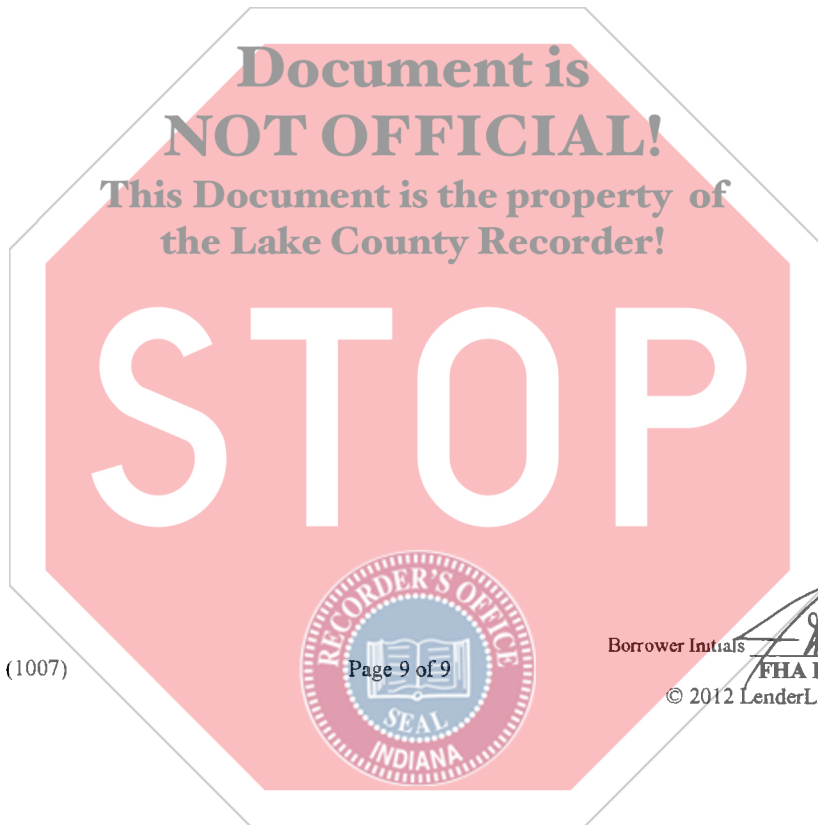 Document is
NOT OFFICIAL!
This Document is the property of
the Lake County Recorder!
STOP
RECORDER'S OFFICE
SEAL
INDIANA
(1007)
Page 9 of 9
Borrower Initials
FHA
© 2012